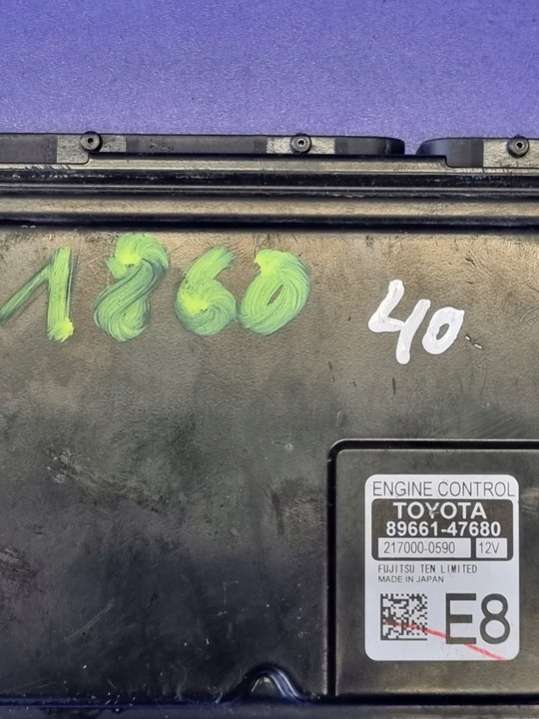 1860
40
ENGINE CONTROL
TOYOTA
89661-47680
217000-0590 12V
FUJITSU TEN LIMITED
MADE IN JAPAN
E8